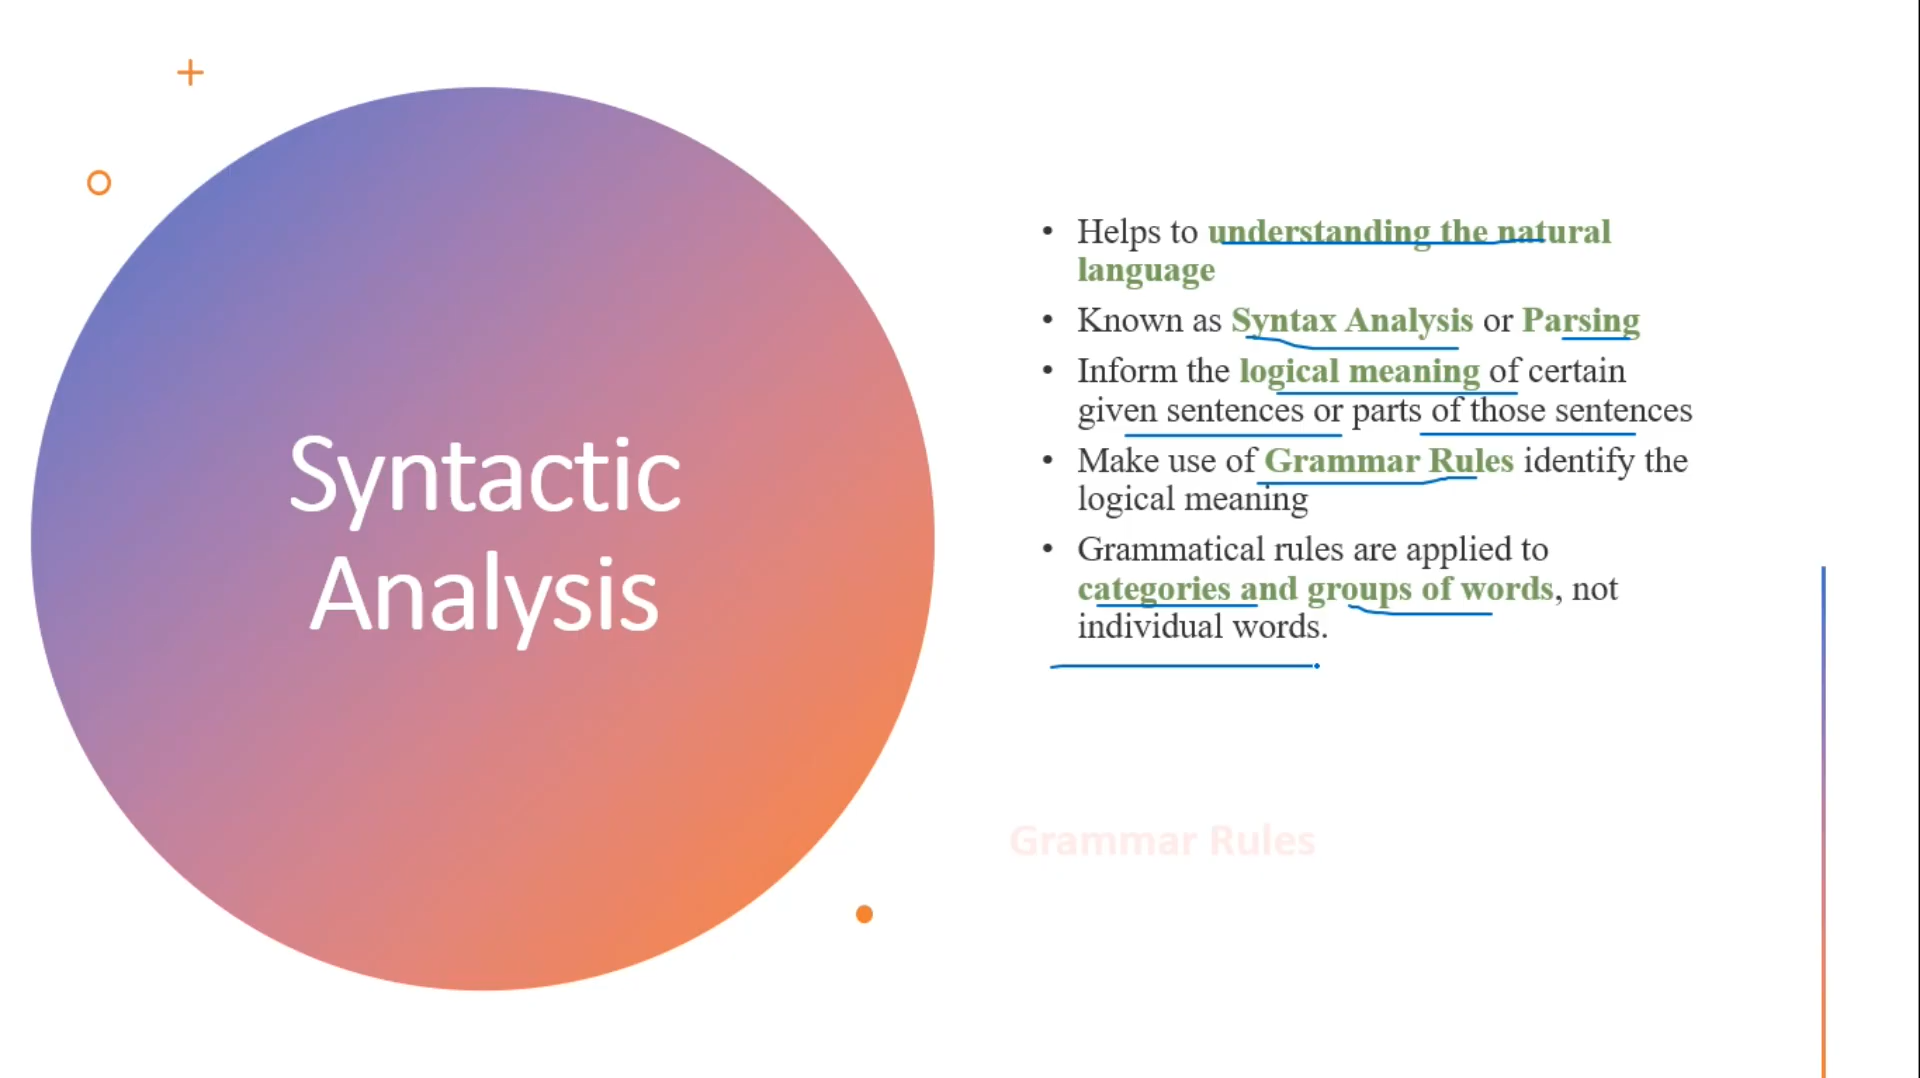 Syntactic
Analysis
• Helps to understanding the natural
language
• Known as Syntax Analysis or Parsing
• Inform the logical meaning of certain
given sentences or parts of those sentences
• Make use of Grammar Rules identify the
logical meaning
• Grammatical rules are applied to
categories and groups of words, not
individual words.
Grammar Rules